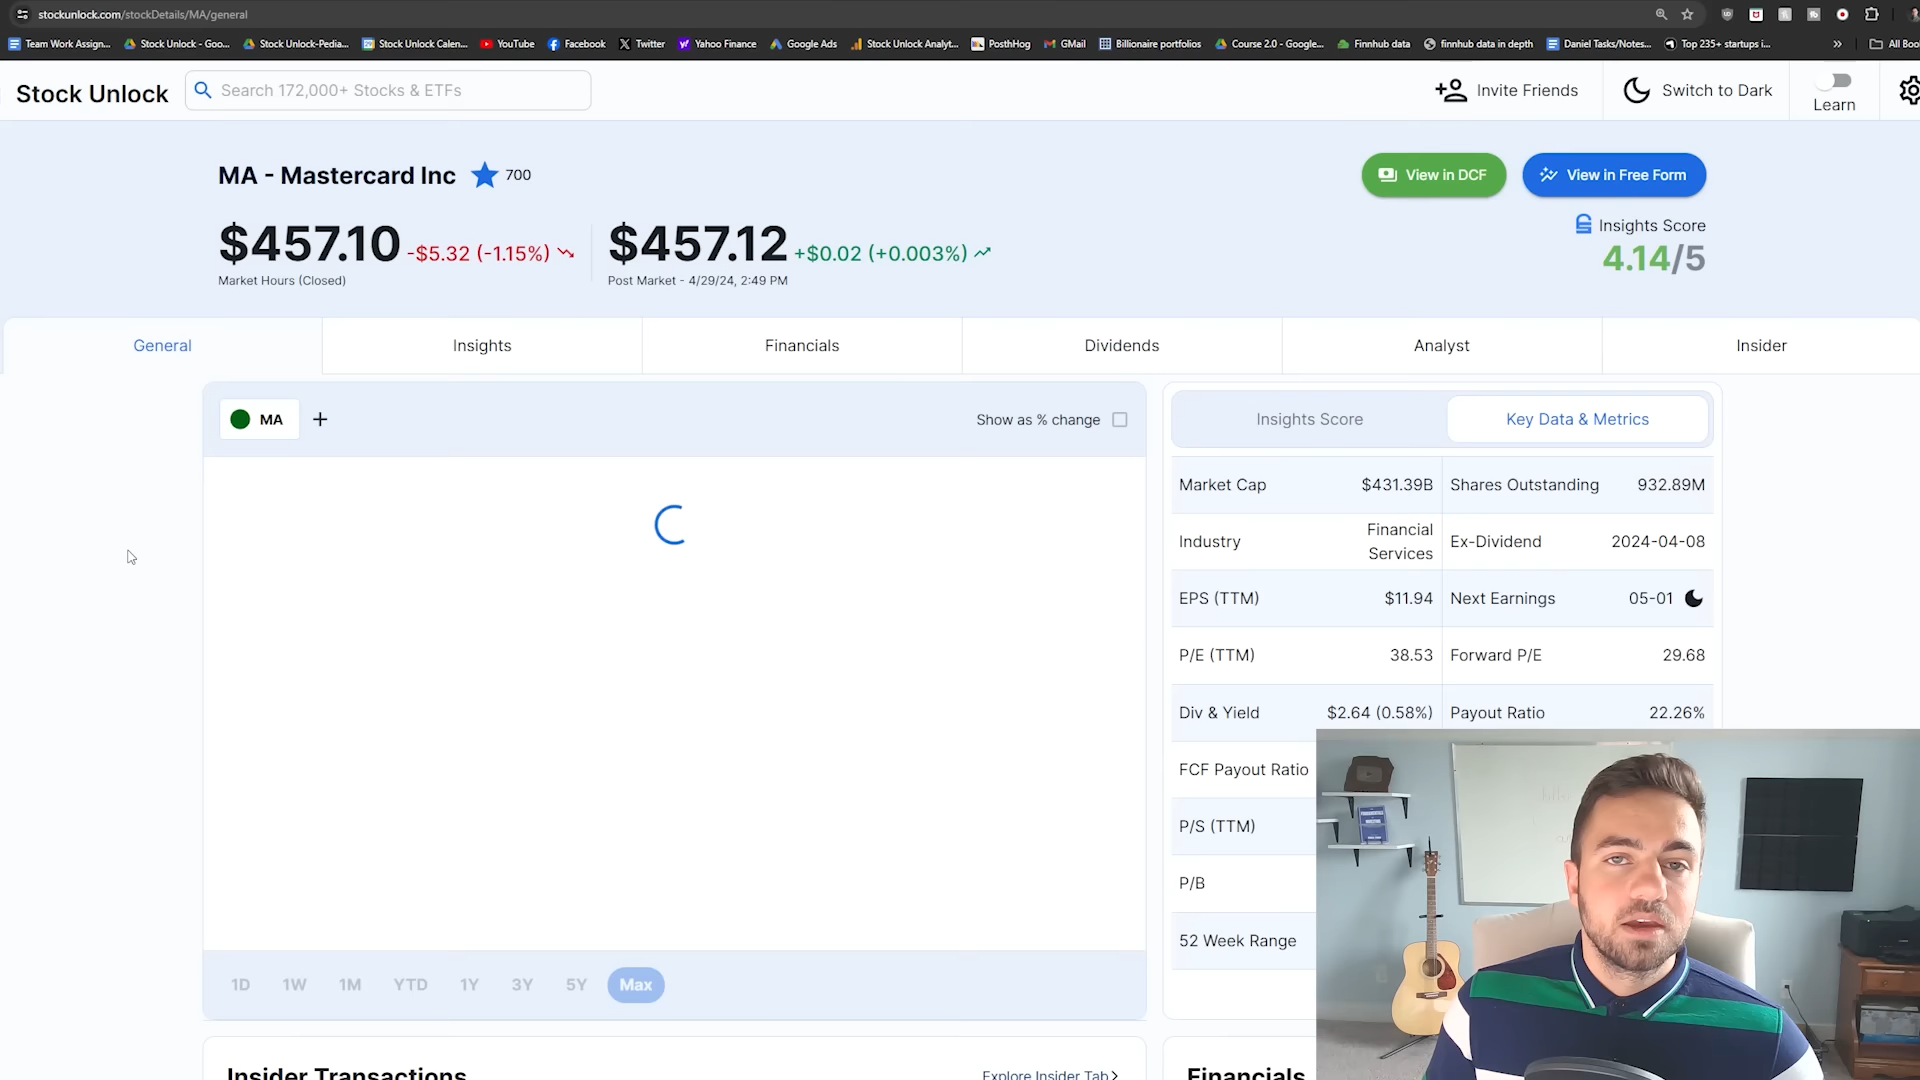 stockunlock.com/stockDetails/MA/general
Team Work Assign... Stock Unlock - Goo... Stock Unlock-Pedia... Stock Unlock Calen... YouTube Facebook Twitter Yahoo Finance Google Ads Stock Unlock Analyt... PostHog GMail Billionaire portfolios Course 2.0 - Google... Finnhub data finnhub data in depth Daniel Tasks/Notes... Top 235+ startups i... » All Boo
Stock Unlock Search 172,000+ Stocks & ETFs Invite Friends Switch to Dark Learn
MA - Mastercard Inc 700 View in DCF View in Free Form
Insights Score
$457.10 -$5.32 (-1.15%) $457.12 +$0.02 (+0.003%) 4.14/5
Market Hours (Closed) Post Market - 4/29/24, 2:49 PM
General Insights Financials Dividends Analyst Insider
MA + Show as % change Insights Score Key Data & Metrics
Market Cap $431.39B Shares Outstanding 932.89M
Industry Financial Services Ex-Dividend 2024-04-08
EPS (TTM) $11.94 Next Earnings 05-01
P/E (TTM) 38.53 Forward P/E 29.68
Div & Yield $2.64 (0.58%) Payout Ratio 22.26%
FCF Payout Ratio
P/S (TTM)
P/B
52 Week Range
1D 1W 1M YTD 1Y 3Y 5Y Max
Insider Transactions Explore Insider Tab Financials